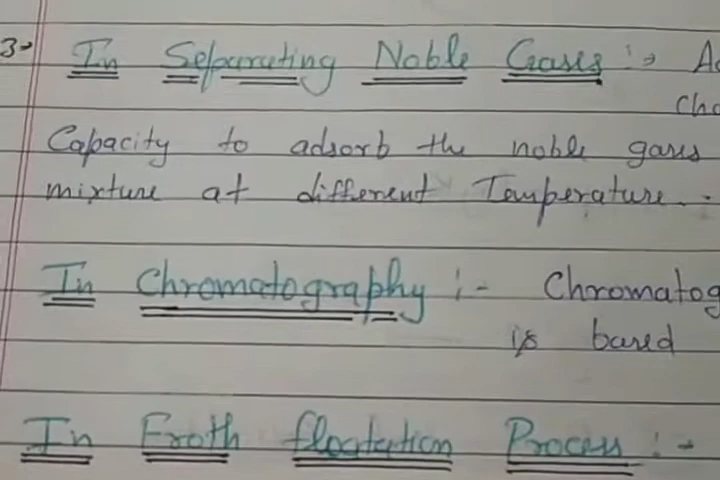 3-> In Separating Noble Gases :-> A
Cha
Capacity to adsorb the noble gases
mixture at different Temperature.
In Chromatography :- Chromatog
is based
In Froth floatation Process :-